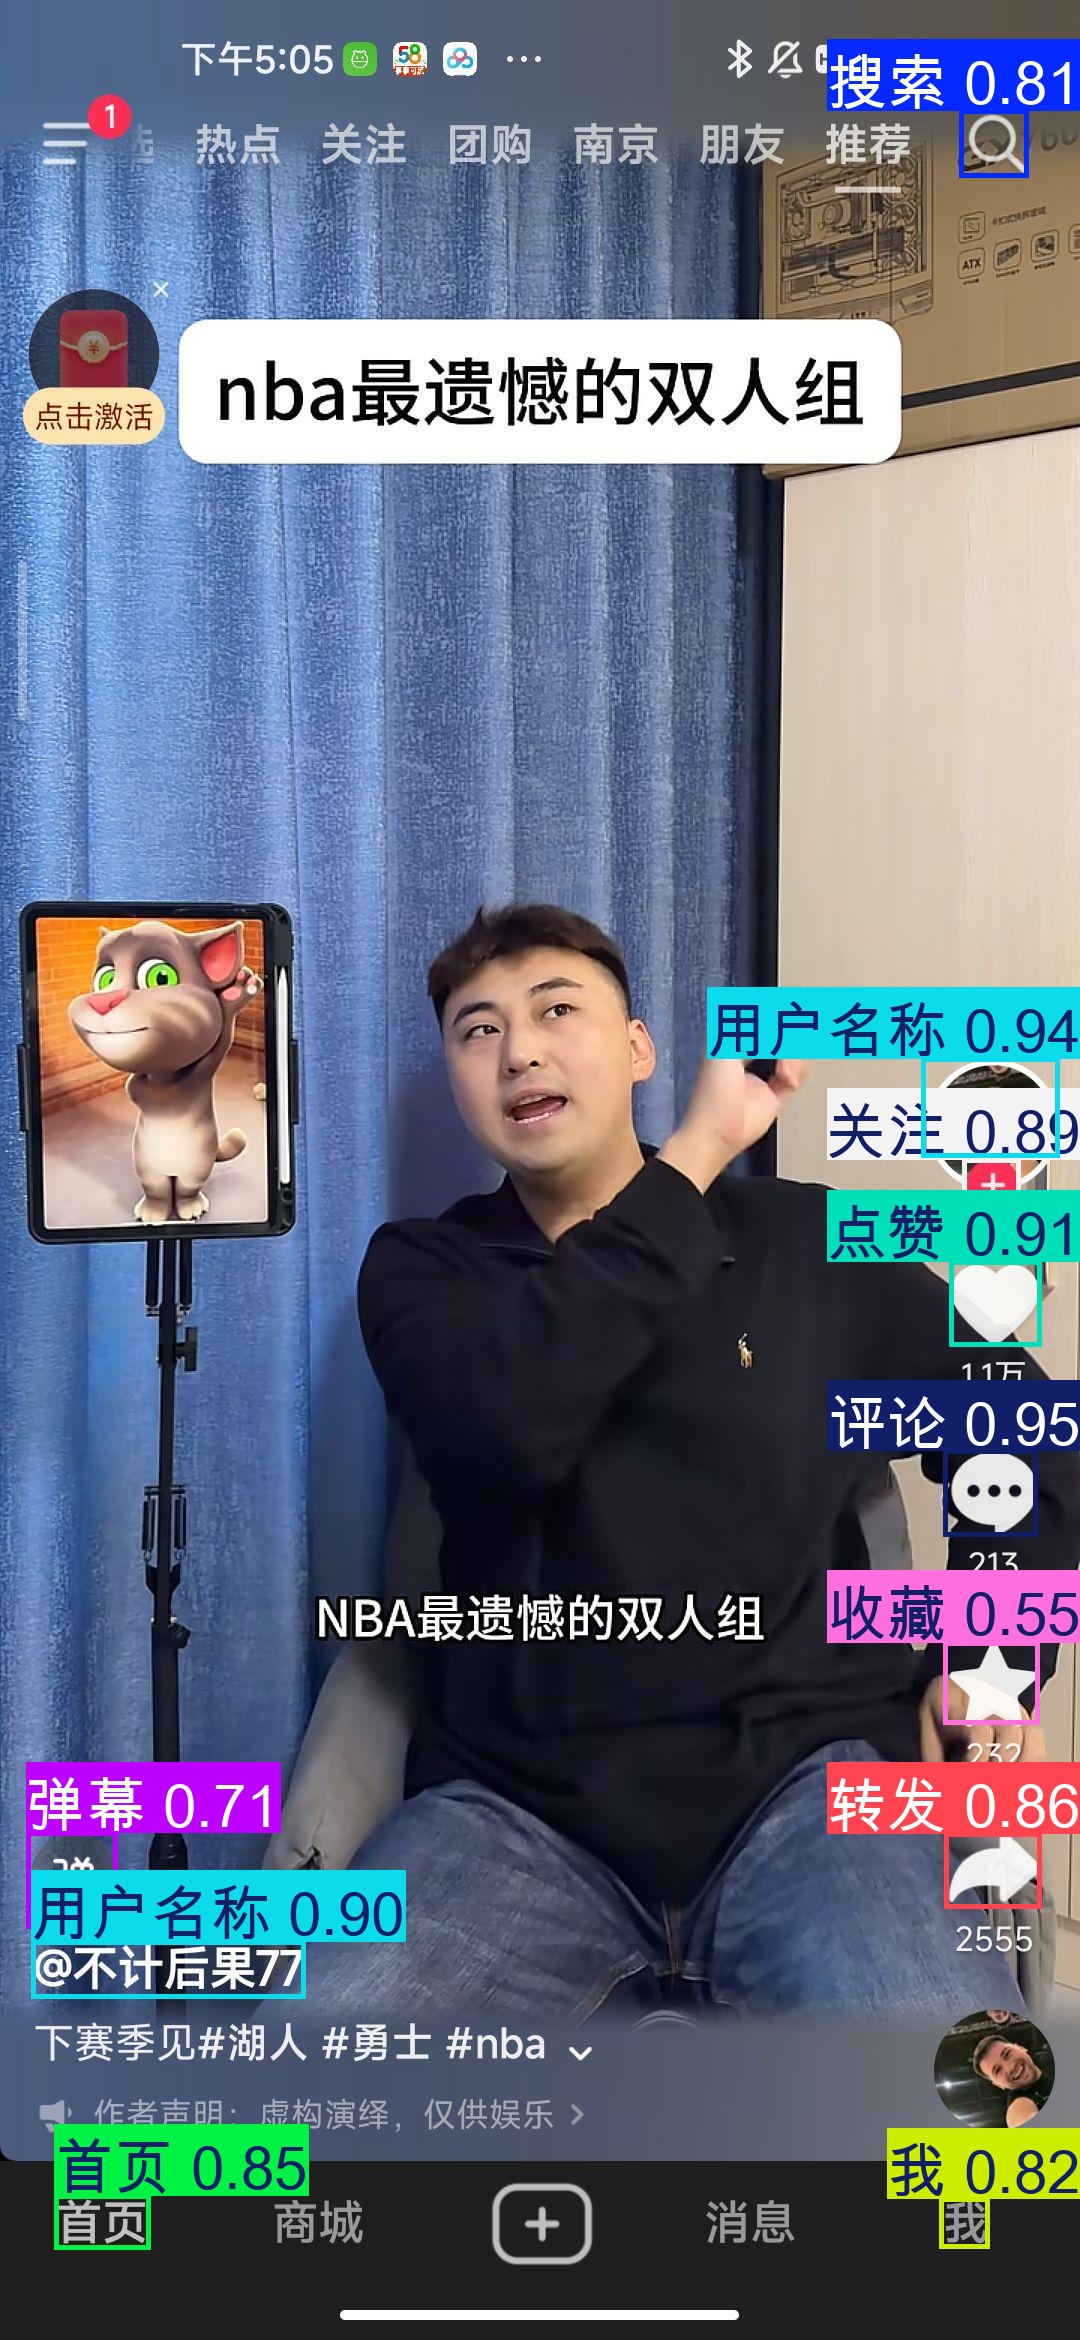 下午5:05
58
搜索 0.81
1
热点 关注 团购 南京 朋友 推荐
ATX
点击激活
nba最遗憾的双人组
用户名称 0.94
关注 0.89
点赞 0.91
1.1万
评论 0.95
213
NBA最遗憾的双人组
收藏 0.55
232
弹幕 0.71
转发 0.86
用户名称 0.90
2555
@不计后果77
下赛季见#湖人 #勇士 #nba
作者声明：虚构演绎，仅供娱乐
首页 0.85
我 0.82
首页 商城 消息 我